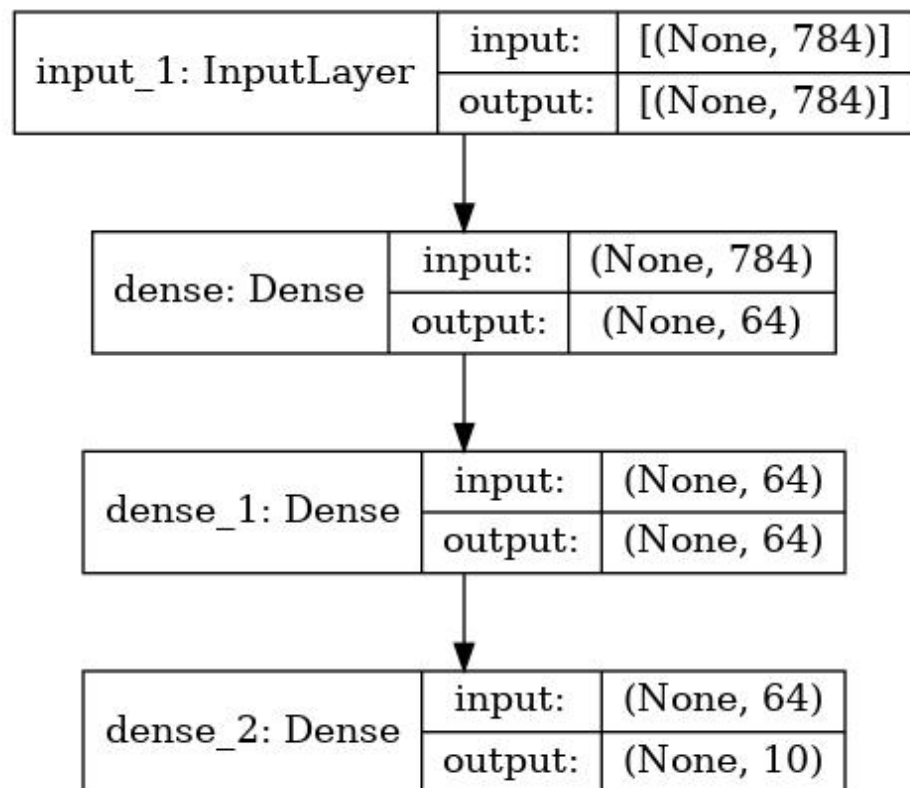 input_1: InputLayer input: [(None, 784)]
output: [(None, 784)]
dense: Dense input: (None, 784)
output: (None, 64)
dense_1: Dense input: (None, 64)
output: (None, 64)
dense_2: Dense input: (None, 64)
output: (None, 10)